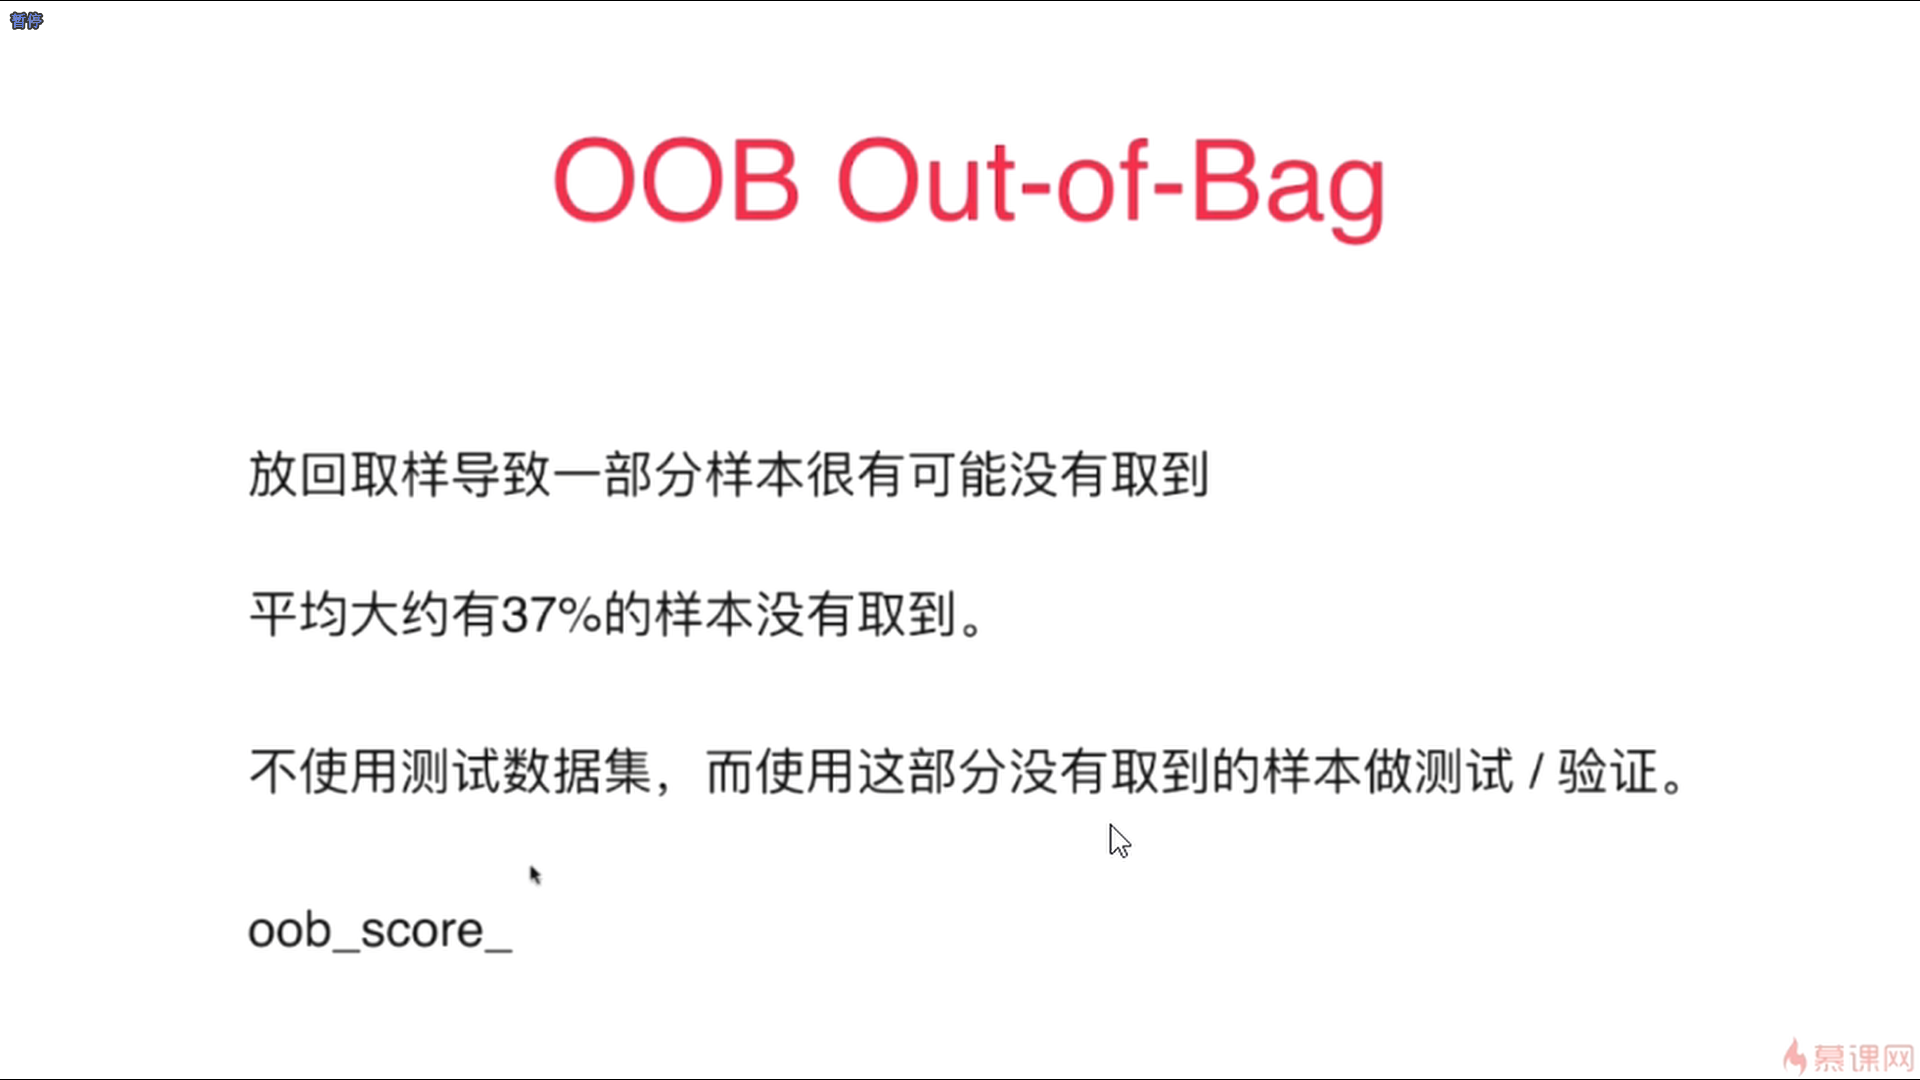 暂停
OOB Out-of-Bag
放回取样导致一部分样本很有可能没有取到
平均大约有37%的样本没有取到。
不使用测试数据集，而使用这部分没有取到的样本做测试 / 验证。
oob_score_
慕课网